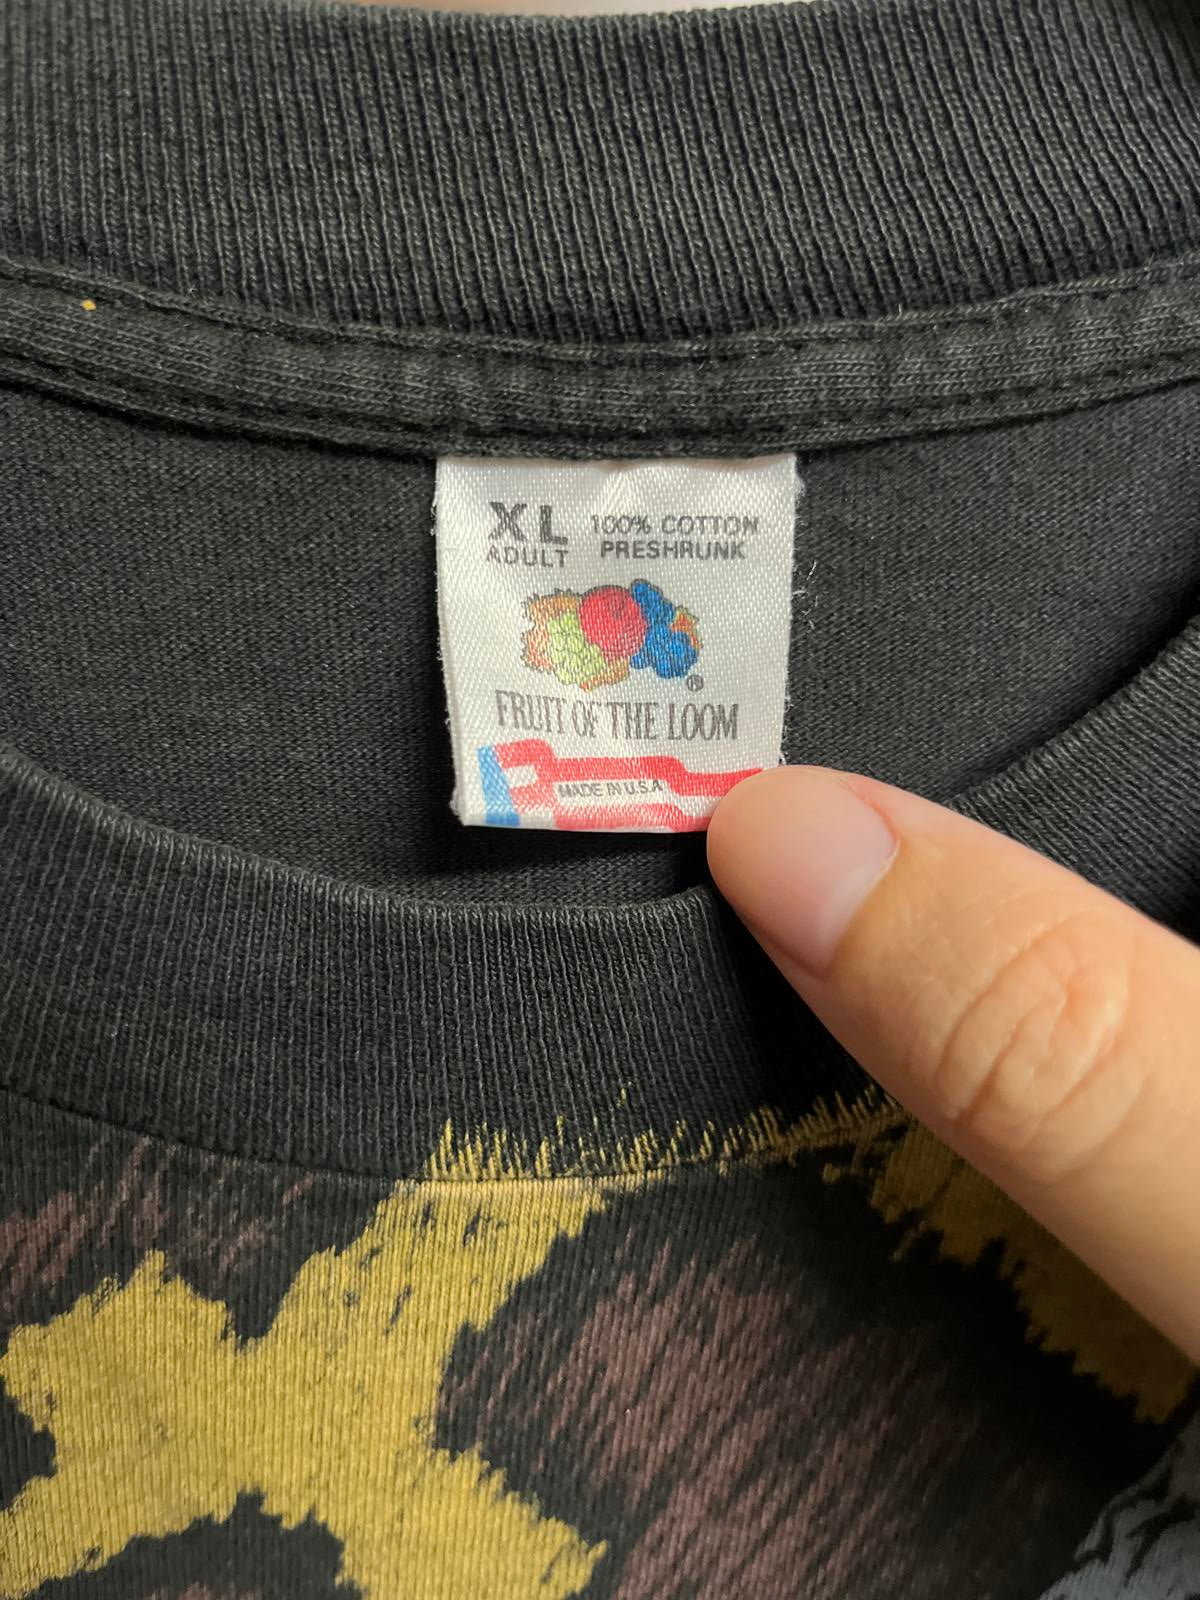 XL 100% COTTON
ADULT PRESHRUNK
®
FRUIT OF THE LOOM
MADE IN U.S.A